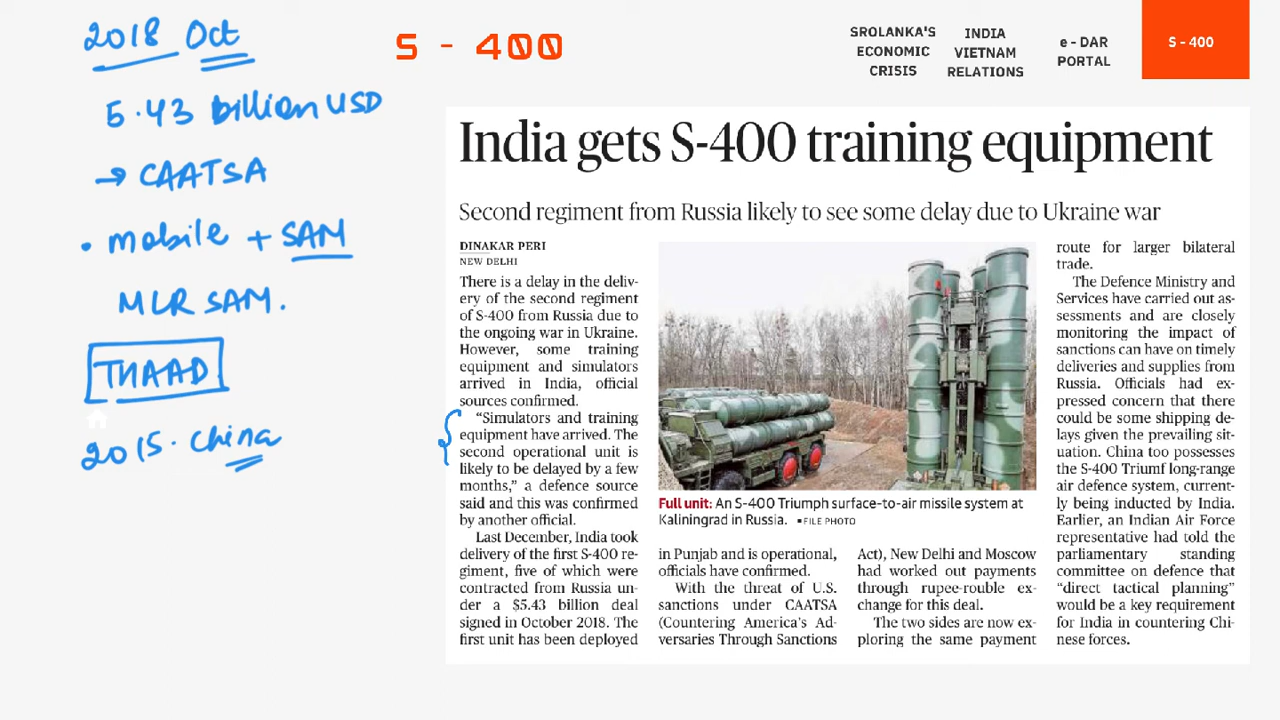 2018 Oct
5.43 billion USD
→ CAATSA
• mobile + SAM
MLR SAM.
THAAD
2015. China
S - 400
SROLANKA'S
ECONOMIC
CRISIS
INDIA
VIETNAM
RELATIONS
e - DAR
PORTAL
S - 400
India gets S-400 training equipment
Second regiment from Russia likely to see some delay due to Ukraine war
DINAKAR PERI
NEW DELHI
There is a delay in the deliv-
ery of the second regiment
of S-400 from Russia due to
the ongoing war in Ukraine.
However, some training
equipment and simulators
arrived in India, official
sources confirmed.
“Simulators and training
equipment have arrived. The
second operational unit is
likely to be delayed by a few
months,” a defence source
said and this was confirmed
by another official.
Last December, India took
delivery of the first S-400 re-
giment, five of which were
contracted from Russia un-
der a $5.43 billion deal
signed in October 2018. The
first unit has been deployed
Full unit: An S-400 Triumph surface-to-air missile system at
Kaliningrad in Russia. ▪FILE PHOTO
in Punjab and is operational,
officials have confirmed.
With the threat of U.S.
sanctions under CAATSA
(Countering America's Ad-
versaries Through Sanctions
Act), New Delhi and Moscow
had worked out payments
through rupee-rouble ex-
change for this deal.
The two sides are now ex-
ploring the same payment
route for larger bilateral
trade.
The Defence Ministry and
Services have carried out as-
sessments and are closely
monitoring the impact of
sanctions can have on timely
deliveries and supplies from
Russia. Officials had ex-
pressed concern that there
could be some shipping de-
lays given the prevailing sit-
uation. China too possesses
the S-400 Triumf long-range
air defence system, current-
ly being inducted by India.
Earlier, an Indian Air Force
representative had told the
parliamentary standing
committee on defence that
“direct tactical planning”
would be a key requirement
for India in countering Chi-
nese forces.